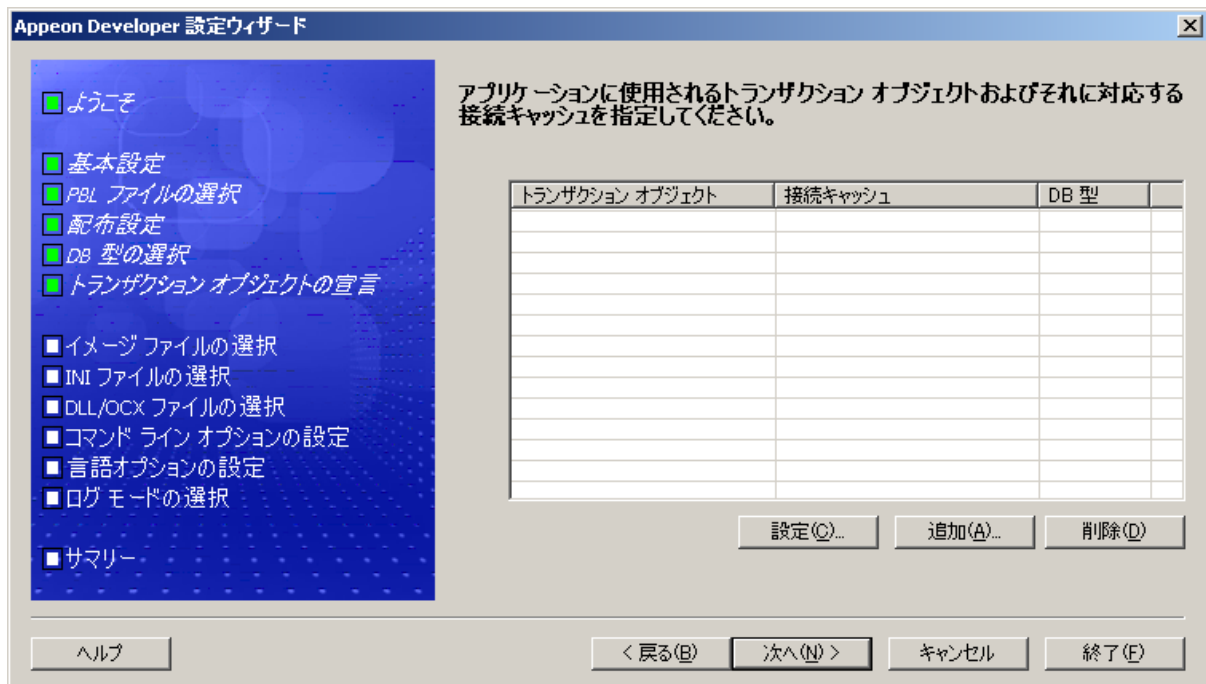 Appeon Developer 設定ウィザード
ようこそ
基本設定
PBL ファイルの選択
配布設定
DB 型の選択
トランザクション オブジェクトの宣言
イメージ ファイルの選択
INI ファイルの選択
DLL/OCX ファイルの選択
コマンド ライン オプションの設定
言語オプションの設定
ログ モードの選択
サマリー
アプリケーションに使用されるトランザクション オブジェクトおよびそれに対応する
接続キャッシュを指定してください。
トランザクション オブジェクト 接続キャッシュ DB 型
設定(C)... 追加(A)... 削除(D)
ヘルプ < 戻る(B) 次へ(N) > キャンセル 終了(F)